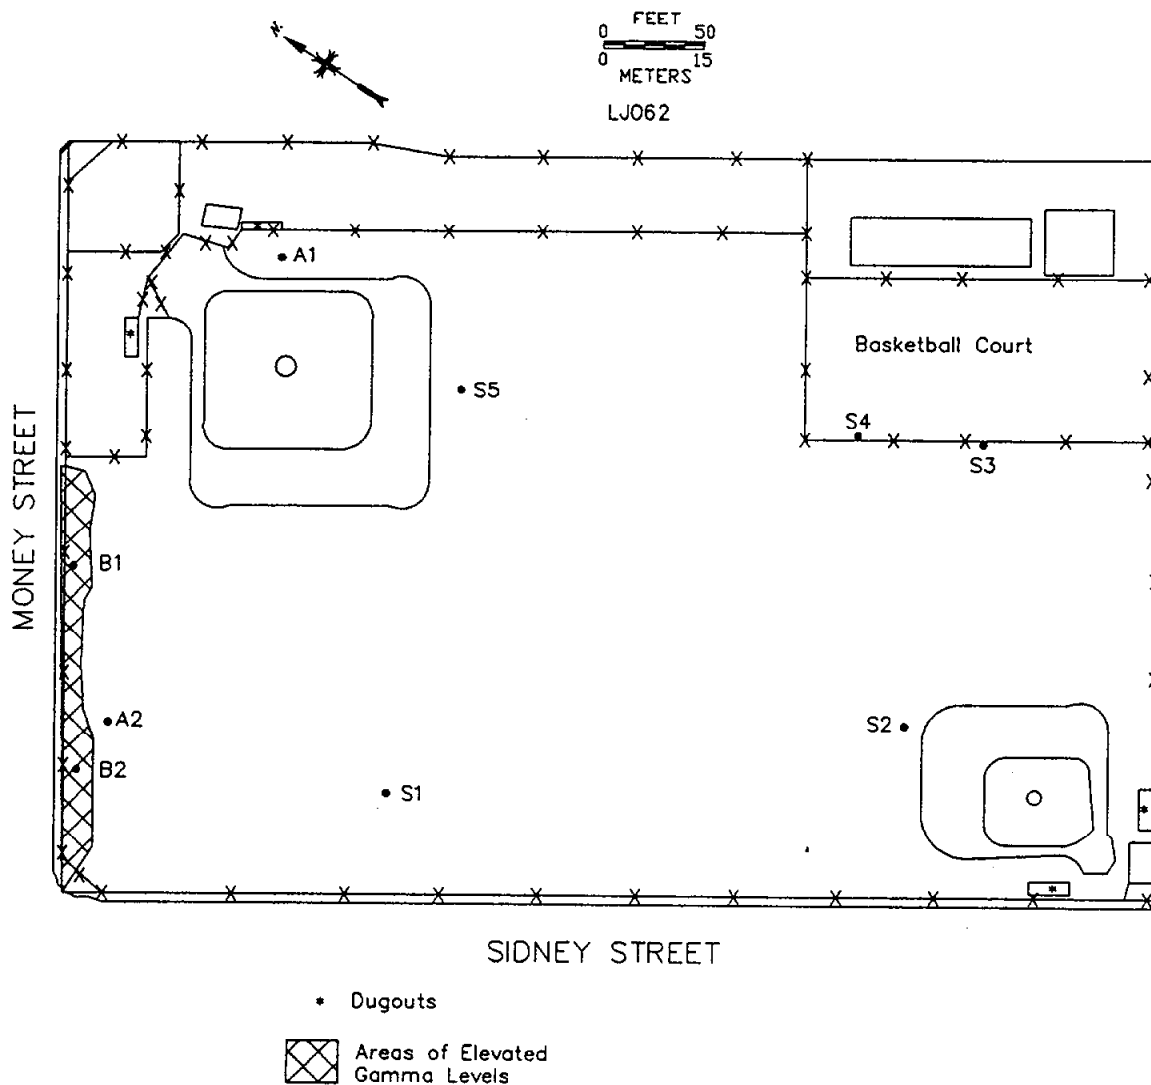 N
FEET
0 50
0 15
METERS
LJ062
A1
S5
Basketball Court
S4
S3
MONEY STREET
B1
A2
B2
S1
S2
SIDNEY STREET
* Dugouts
Areas of Elevated
Gamma Levels